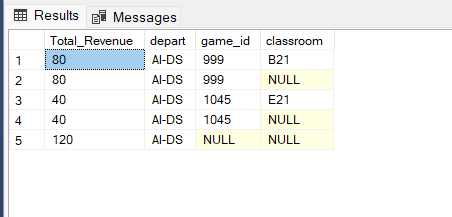 Results Messages
Total_Revenue depart game_id classroom
1 80 AI-DS 999 B21
2 80 AI-DS 999 NULL
3 40 AI-DS 1045 E21
4 40 AI-DS 1045 NULL
5 120 AI-DS NULL NULL